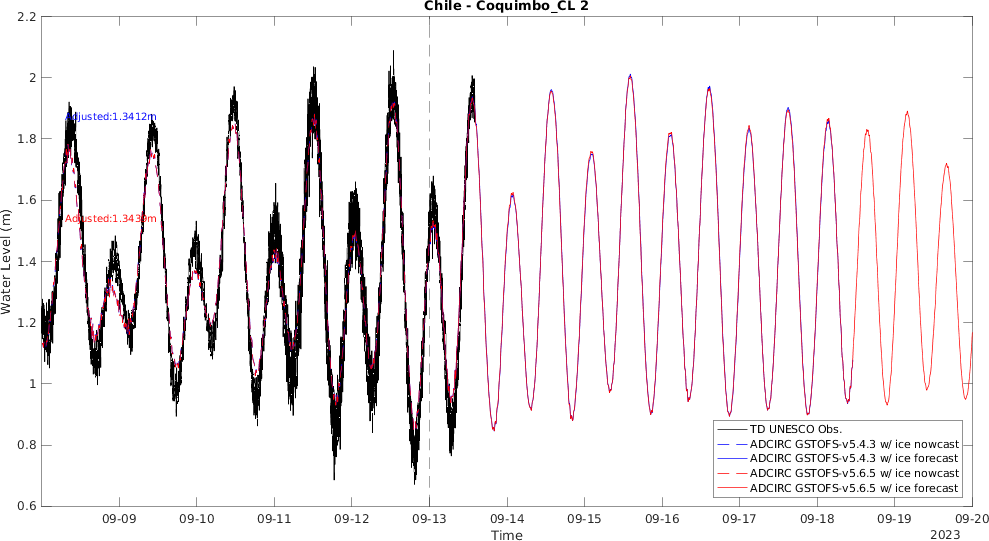 Chile - Coquimbo_CL 2
2.2
2
1.8
1.6
1.4
1.2
1
0.8
0.6
Water Level (m)
Adjusted:1.3412m
Adjusted:1.3439m
TD UNESCO Obs.
ADCIRC GSTOFS-v5.4.3 w/ ice nowcast
ADCIRC GSTOFS-v5.4.3 w/ ice forecast
ADCIRC GSTOFS-v5.6.5 w/ ice nowcast
ADCIRC GSTOFS-v5.6.5 w/ ice forecast
09-09 09-10 09-11 09-12 09-13 09-14 09-15 09-16 09-17 09-18 09-19 09-20
Time
2023